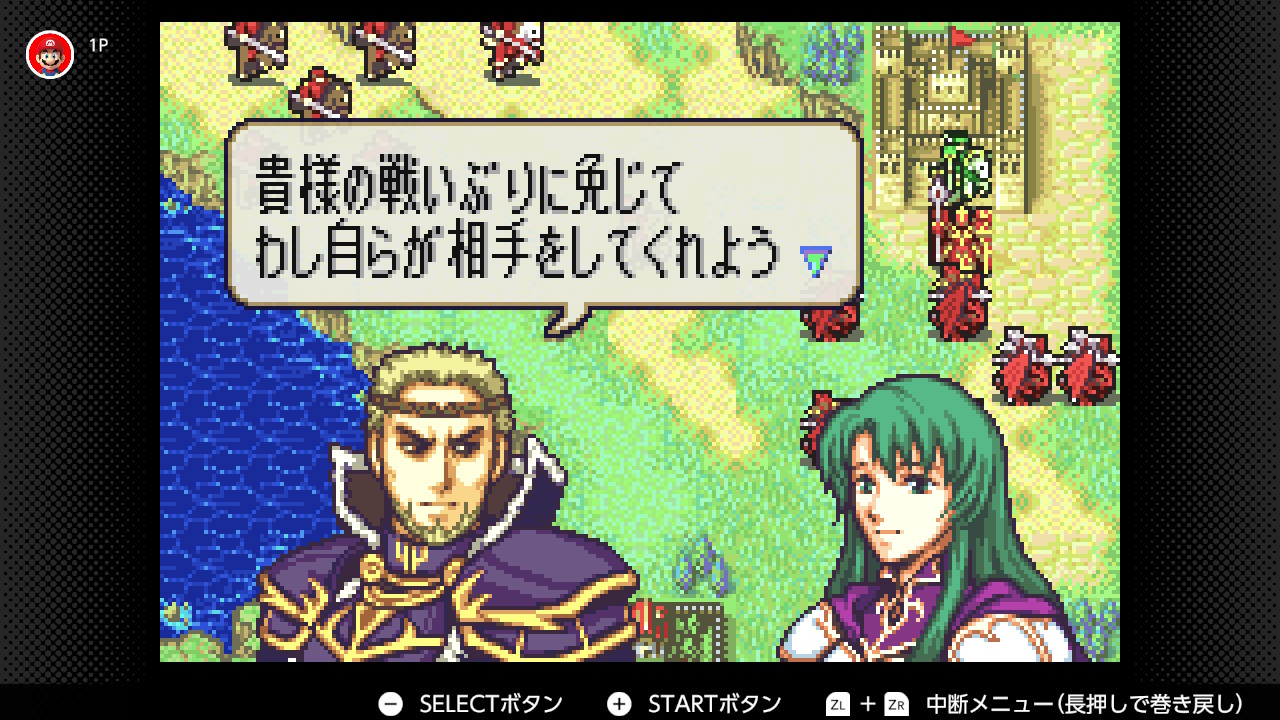 1P
貴様の戦いぶりに免じて
わし自らが相手をしてくれよう
SELECTボタン
STARTボタン
ZL + ZR 中断メニュー(長押しで巻き戻し)